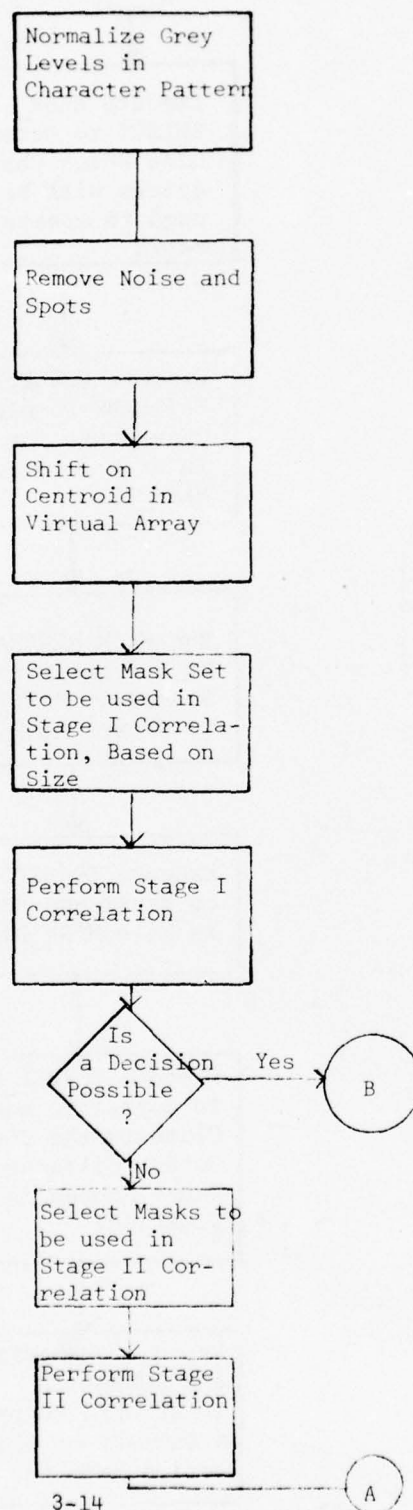 Normalize Grey
Levels in
Character Pattern
Remove Noise and
Spots
Shift on
Centroid in
Virtual Array
Select Mask Set
to be used in
Stage I Correla-
tion, Based on
Size
Perform Stage I
Correlation
Is
a Decision
Possible
?
Yes
B
No
Select Masks to
be used in
Stage II Cor-
relation
Perform Stage
II Correlation
A
3-14